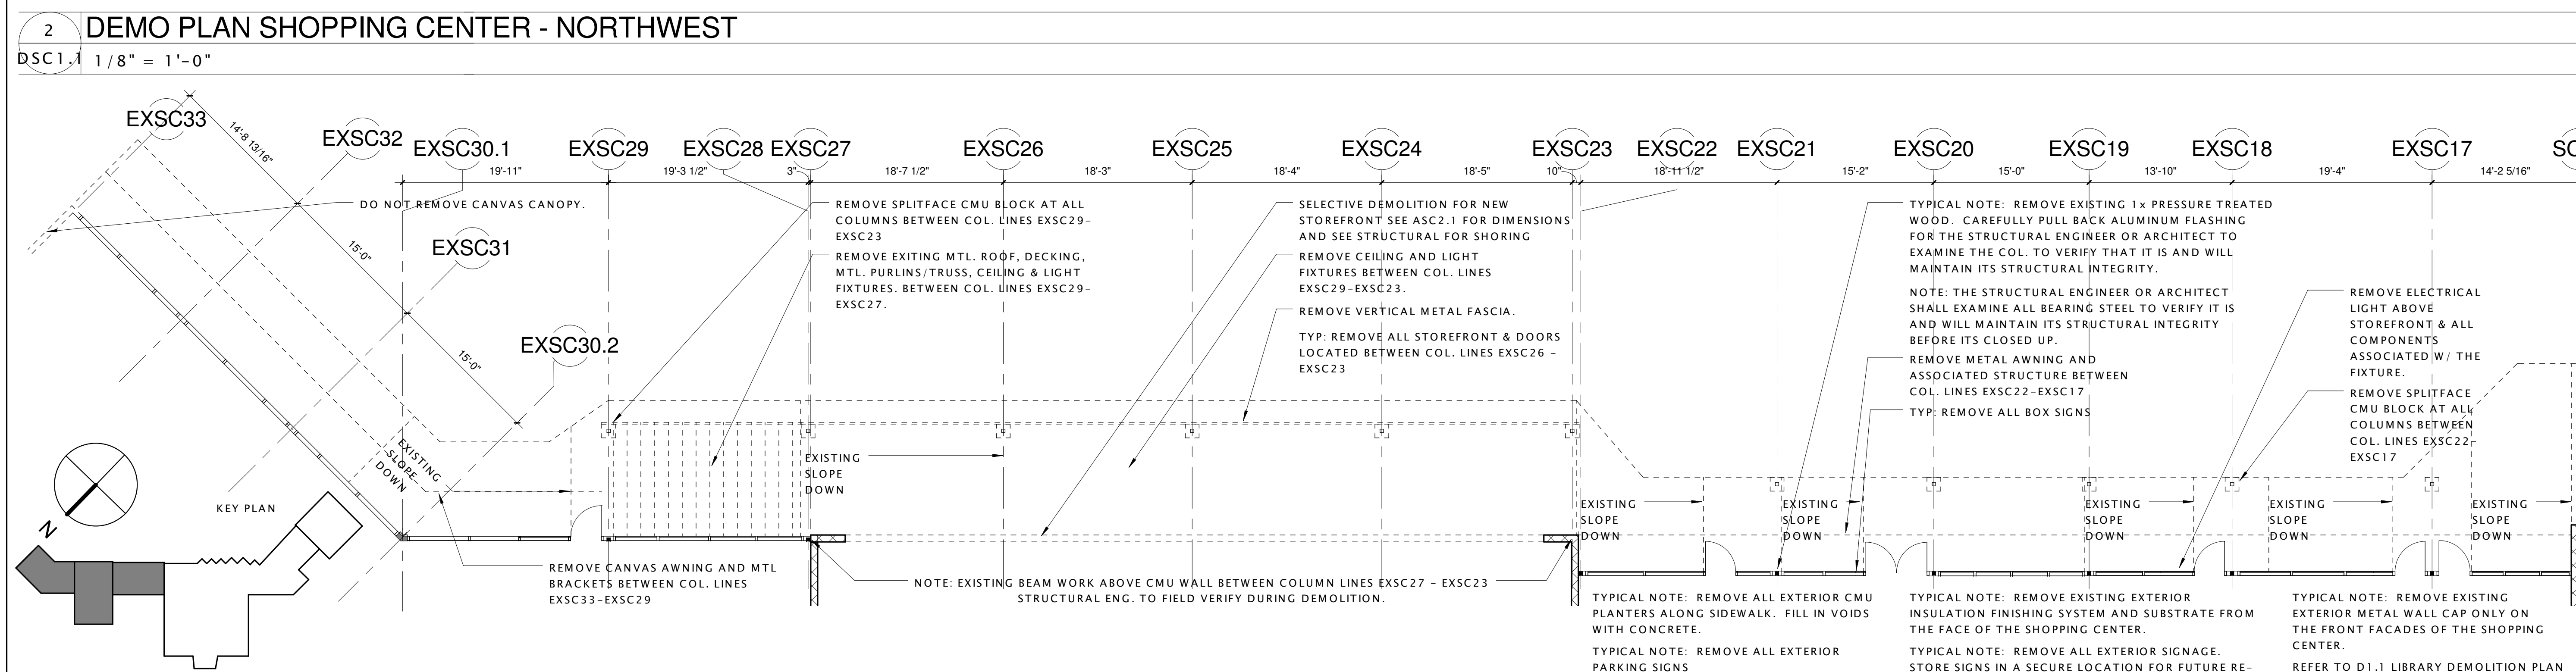 2
DEMO PLAN SHOPPING CENTER - NORTHWEST
DSC1.1
1/8" = 1'-0"
EXSC33
EXSC32
EXSC30.1
EXSC29
EXSC28
EXSC27
EXSC26
EXSC25
EXSC24
EXSC23
EXSC22
EXSC21
EXSC20
EXSC19
EXSC18
EXSC17
SC
14'-8 13/16"
19'-11"
19'-3 1/2"
3"
18'-7 1/2"
18'-3"
18'-4"
18'-5"
10"
18'-11 1/2"
15'-2"
15'-0"
13'-10"
19'-4"
14'-2 5/16"
15'-0"
EXSC31
15'-0"
EXSC30.2
DO NOT REMOVE CANVAS CANOPY.
REMOVE SPLITFACE CMU BLOCK AT ALL
COLUMNS BETWEEN COL. LINES EXSC29-
EXSC23
REMOVE EXITING MTL. ROOF, DECKING,
MTL. PURLINS/TRUSS, CEILING & LIGHT
FIXTURES. BETWEEN COL. LINES EXSC29-
EXSC27.
SELECTIVE DEMOLITION FOR NEW
STOREFRONT SEE ASC2.1 FOR DIMENSIONS
AND SEE STRUCTURAL FOR SHORING
REMOVE CEILING AND LIGHT
FIXTURES BETWEEN COL. LINES
EXSC29-EXSC23.
REMOVE VERTICAL METAL FASCIA.
TYP: REMOVE ALL STOREFRONT & DOORS
LOCATED BETWEEN COL. LINES EXSC26 -
EXSC23
TYPICAL NOTE: REMOVE EXISTING 1x PRESSURE TREATED
WOOD. CAREFULLY PULL BACK ALUMINUM FLASHING
FOR THE STRUCTURAL ENGINEER OR ARCHITECT TO
EXAMINE THE COL. TO VERIFY THAT IT IS AND WILL
MAINTAIN ITS STRUCTURAL INTEGRITY.
NOTE: THE STRUCTURAL ENGINEER OR ARCHITECT
SHALL EXAMINE ALL BEARING STEEL TO VERIFY IT IS
AND WILL MAINTAIN ITS STRUCTURAL INTEGRITY
BEFORE ITS CLOSED UP.
REMOVE METAL AWNING AND
ASSOCIATED STRUCTURE BETWEEN
COL. LINES EXSC22-EXSC17
TYP: REMOVE ALL BOX SIGNS
REMOVE ELECTRICAL
LIGHT ABOVE
STOREFRONT & ALL
COMPONENTS
ASSOCIATED W/ THE
FIXTURE.
REMOVE SPLITFACE
CMU BLOCK AT ALL
COLUMNS BETWEEN
COL. LINES EXSC22-
EXSC17
EXISTING
SLOPE
DOWN
EXISTING
SLOPE
DOWN
EXISTING
SLOPE
DOWN
EXISTING
SLOPE
DOWN
EXISTING
SLOPE
DOWN
EXISTING
SLOPE
DOWN
EXISTING
SLOPE
DOWN
KEY PLAN
N
REMOVE CANVAS AWNING AND MTL
BRACKETS BETWEEN COL. LINES
EXSC33-EXSC29
NOTE: EXISTING BEAM WORK ABOVE CMU WALL BETWEEN COLUMN LINES EXSC27 - EXSC23
STRUCTURAL ENG. TO FIELD VERIFY DURING DEMOLITION.
TYPICAL NOTE: REMOVE ALL EXTERIOR CMU
PLANTERS ALONG SIDEWALK. FILL IN VOIDS
WITH CONCRETE.
TYPICAL NOTE: REMOVE ALL EXTERIOR
PARKING SIGNS
TYPICAL NOTE: REMOVE EXISTING EXTERIOR
INSULATION FINISHING SYSTEM AND SUBSTRATE FROM
THE FACE OF THE SHOPPING CENTER.
TYPICAL NOTE: REMOVE ALL EXTERIOR SIGNAGE.
STORE SIGNS IN A SECURE LOCATION FOR FUTURE RE-
TYPICAL NOTE: REMOVE EXISTING
EXTERIOR METAL WALL CAP ONLY ON
THE FRONT FACADES OF THE SHOPPING
CENTER.
REFER TO D1.1 LIBRARY DEMOLITION PLAN